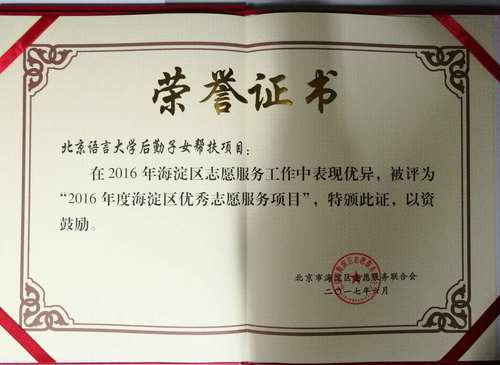 荣誉证书
北京语言大学后勤子女帮扶项目：
在2016年海淀区志愿服务工作中表现优异，被评为
“2016年度海淀区优秀志愿服务项目”，特颁此证，以资
鼓励。
北京市海淀区志愿服务联合会
二〇一七年六月